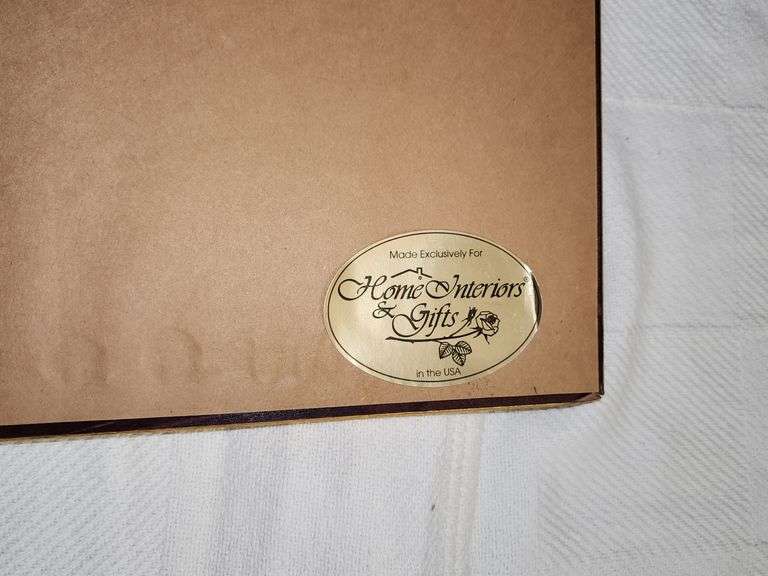 Made Exclusively For
Home Interiors®
& Gifts
in the USA